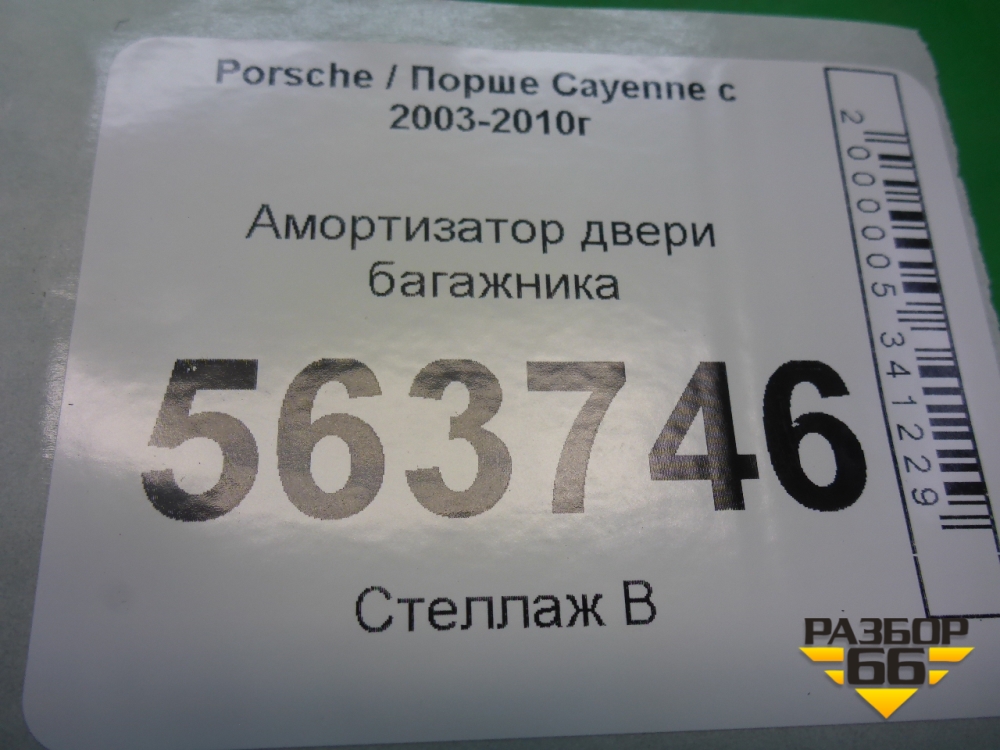 Porsche / Порше Cayenne с
2003-2010г
Амортизатор двери
багажника
563746
Стеллаж В
2000005341229
РАЗБОР
66